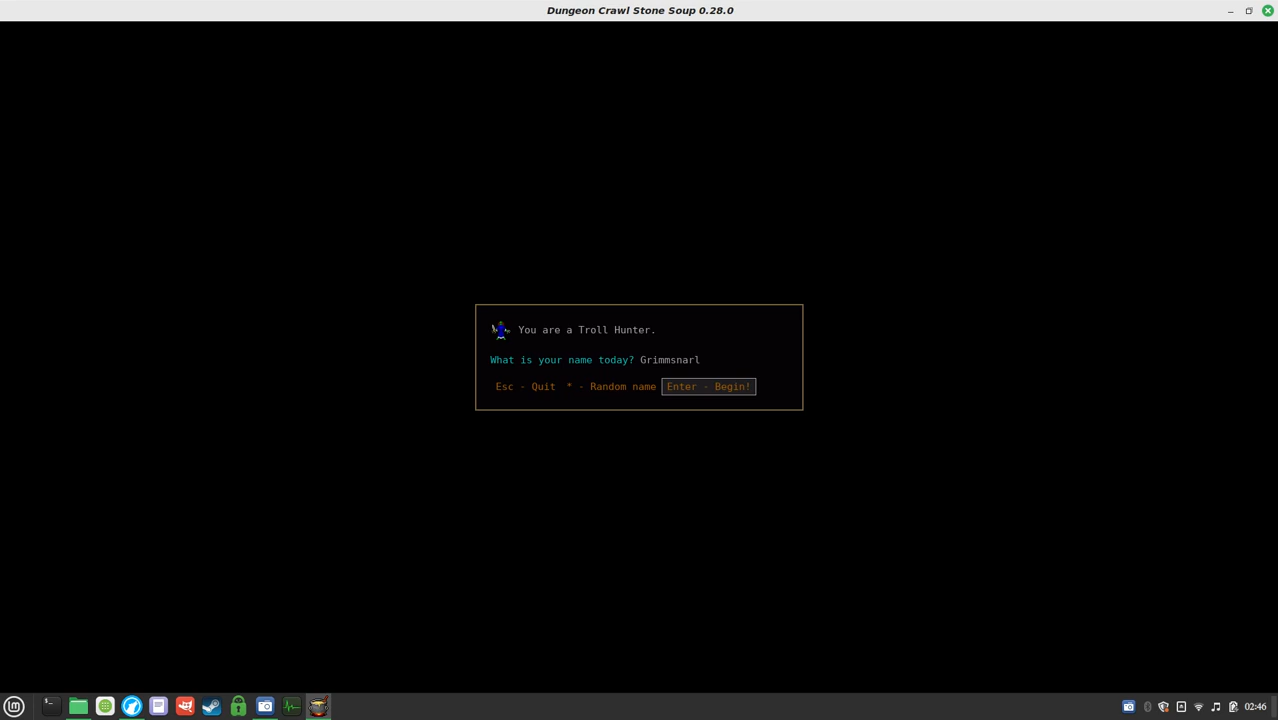 Dungeon Crawl Stone Soup 0.28.0
You are a Troll Hunter.
What is your name today? Grimmsnarl
Esc - Quit * - Random name Enter - Begin!
02:46